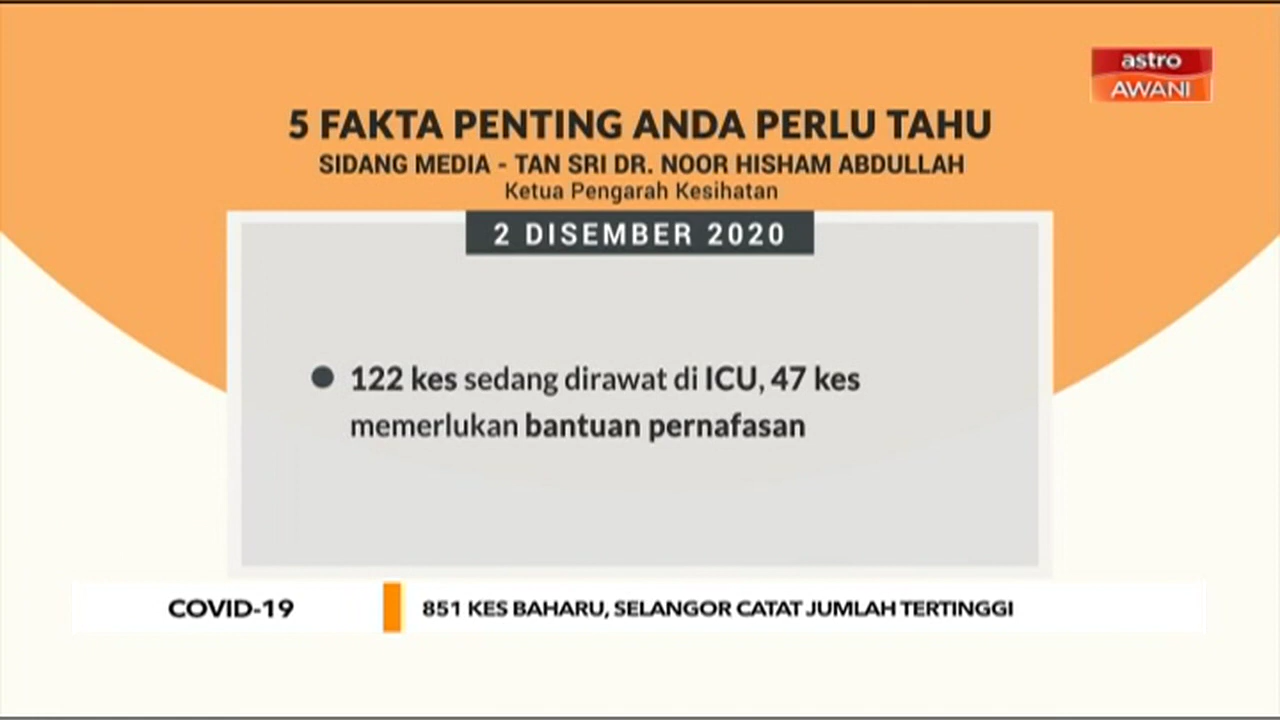 astro
AWANI
5 FAKTA PENTING ANDA PERLU TAHU
SIDANG MEDIA - TAN SRI DR. NOOR HISHAM ABDULLAH
Ketua Pengarah Kesihatan
2 DISEMBER 2020
122 kes sedang dirawat di ICU, 47 kes
memerlukan bantuan pernafasan
COVID-19
851 KES BAHARU, SELANGOR CATAT JUMLAH TERTINGGI